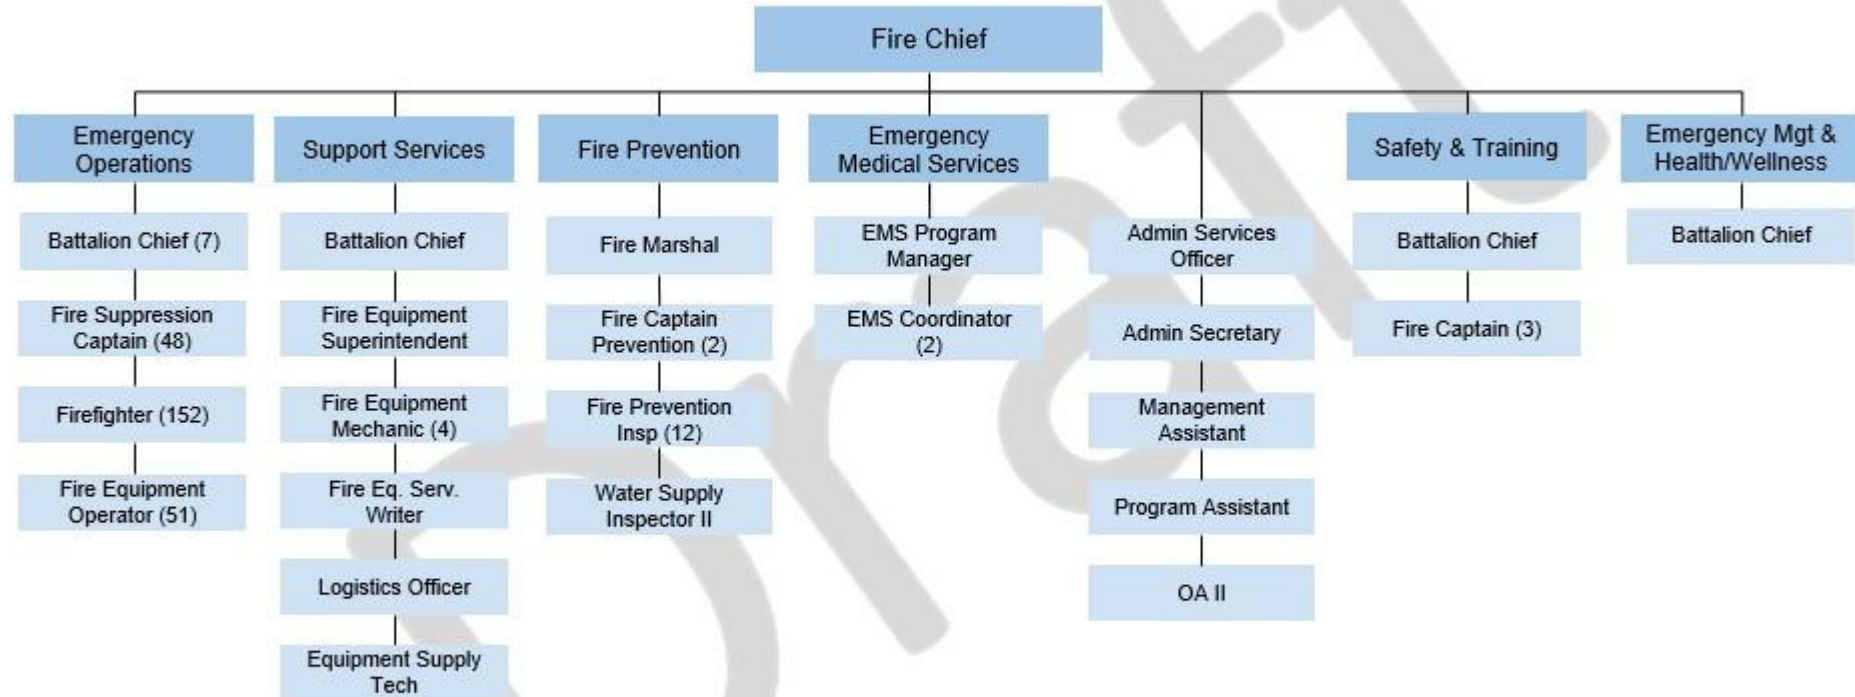 Fire Chief
Emergency
Operations
Battalion Chief (7)
Fire Suppression
Captain (48)
Firefighter (152)
Fire Equipment
Operator (51)
Support Services
Battalion Chief
Fire Equipment
Superintendent
Fire Equipment
Mechanic (4)
Fire Eq. Serv.
Writer
Logistics Officer
Equipment Supply
Tech
Fire Prevention
Fire Marshal
Fire Captain
Prevention (2)
Fire Prevention
Insp (12)
Water Supply
Inspector II
Emergency
Medical Services
EMS Program
Manager
EMS Coordinator
(2)
Admin Services
Officer
Admin Secretary
Management
Assistant
Program Assistant
OA II
Safety & Training
Battalion Chief
Fire Captain (3)
Emergency Mgt &
Health/Wellness
Battalion Chief
Draft